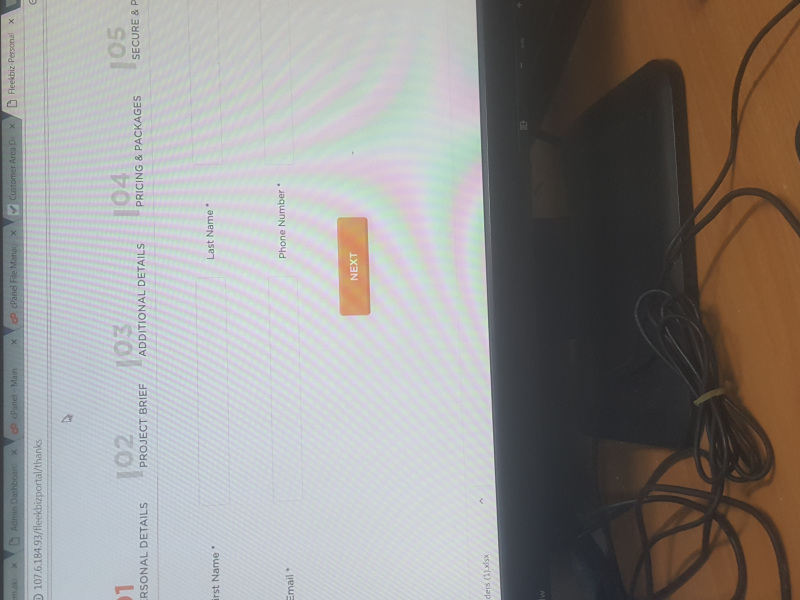 Admin Dashboard
cPanel - Main
cPanel File Manag
Customer Area D
Fleekbiz-Personal
107.6.184.93/fleekbizportal/thanks
01
02
03
04
05
RSONAL DETAILS
PROJECT BRIEF
ADDITIONAL DETAILS
PRICING & PACKAGES
SECURE & P
irst Name *
Last Name *
Email *
Phone Number *
NEXT
ders (1).xlsx